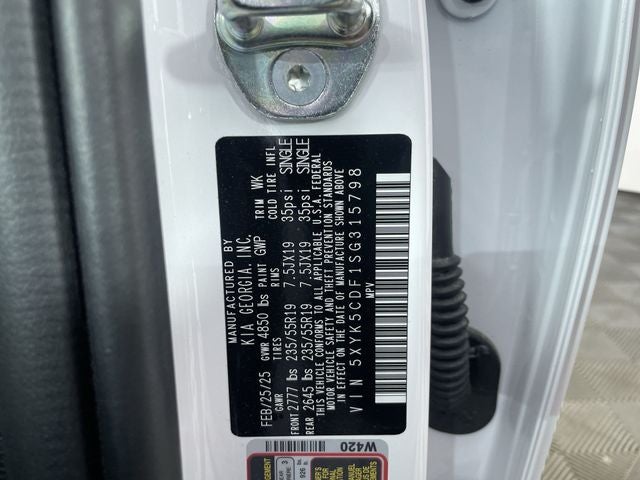 MANUFACTURED BY
KIA GEORGIA, INC.
FEB/25/25 GVWR 4850 lbs PAINT GWP TRIM WK
GAWR TIRES RIMS COLD TIRE INFL
FRONT 2777 lbs 235/55R19 7.5JX19 35psi SINGLE
REAR 2645 lbs 235/55R19 7.5JX19 35psi SINGLE
THIS VEHICLE CONFORMS TO ALL APPLICABLE U.S.A. FEDERAL
MOTOR VEHICLE SAFETY AND THEFT PREVENTION STANDARDS
IN EFFECT ON THE DATE OF MANUFACTURE SHOWN ABOVE
VIN 5XYK5CDF1SG315798
MPV
W420